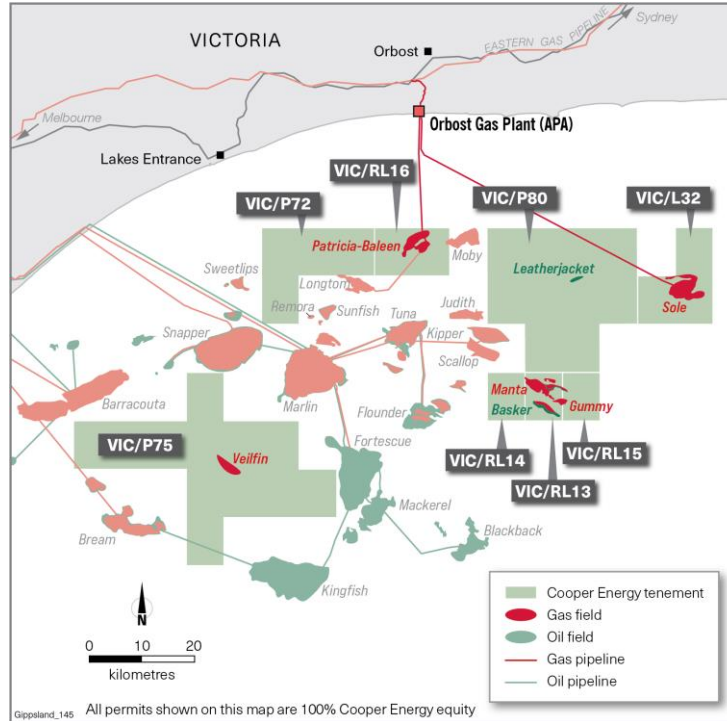 VICTORIA
Orbost
EASTERN GAS PIPELINE
Sydney
Melbourne
Lakes Entrance
Orbost Gas Plant (APA)
VIC/RL16
VIC/P72
VIC/P80
VIC/L32
Patricia-Baleen
Moby
Leatherjacket
Sweetlips
Longtom
Sole
Remora
Sunfish
Tuna
Judith
Snapper
Kipper
Scallop
Marlin
Manta
Barracouta
Basker
Gummy
Flounder
VIC/P75
Fortescue
Veilfin
VIC/RL14
VIC/RL15
VIC/RL13
Mackerel
Bream
Blackback
Kingfish
N
0 10 20
kilometres
Cooper Energy tenement
Gas field
Oil field
Gas pipeline
Oil pipeline
Gippsland_145
All permits shown on this map are 100% Cooper Energy equity